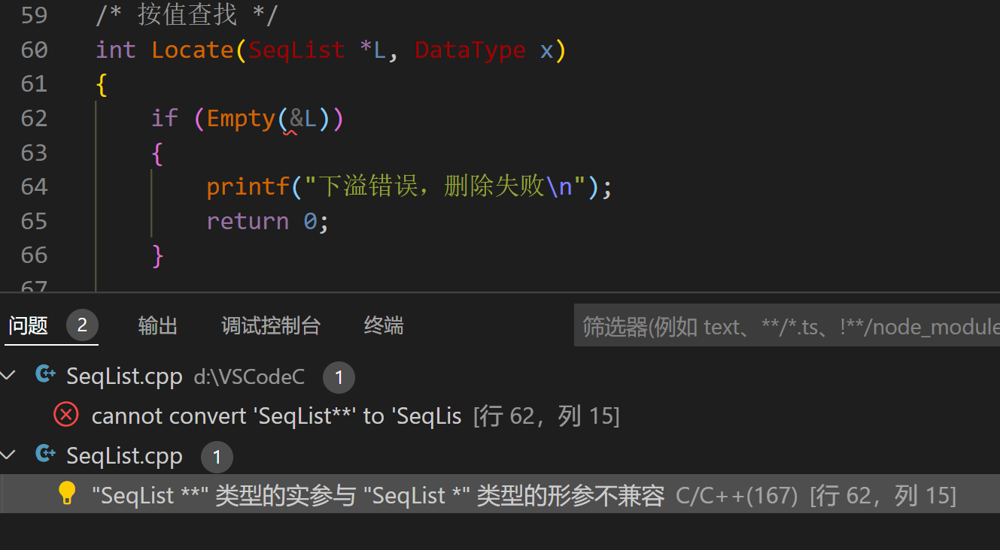 59 /* 按值查找 */
60 int Locate(SeqList *L, DataType x)
61 {
62 if (Empty(&L))
63 {
64 printf("下溢错误，删除失败\n");
65 return 0;
66 }
67
问题 2 输出 调试控制台 终端 筛选器(例如 text、**/*.ts、!**/node_module
SeqList.cpp d:\VSCodeC 1
cannot convert 'SeqList**' to 'SeqLis [行 62，列 15]
SeqList.cpp 1
"SeqList **" 类型的实参与 "SeqList *" 类型的形参不兼容 C/C++(167) [行 62，列 15]